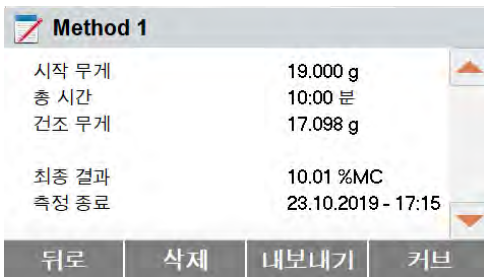 Method 1
시작 무게 19.000 g
총 시간 10:00 분
건조 무게 17.098 g
최종 결과 10.01 %MC
측정 종료 23.10.2019 - 17:15
뒤로 삭제 내보내기 커브